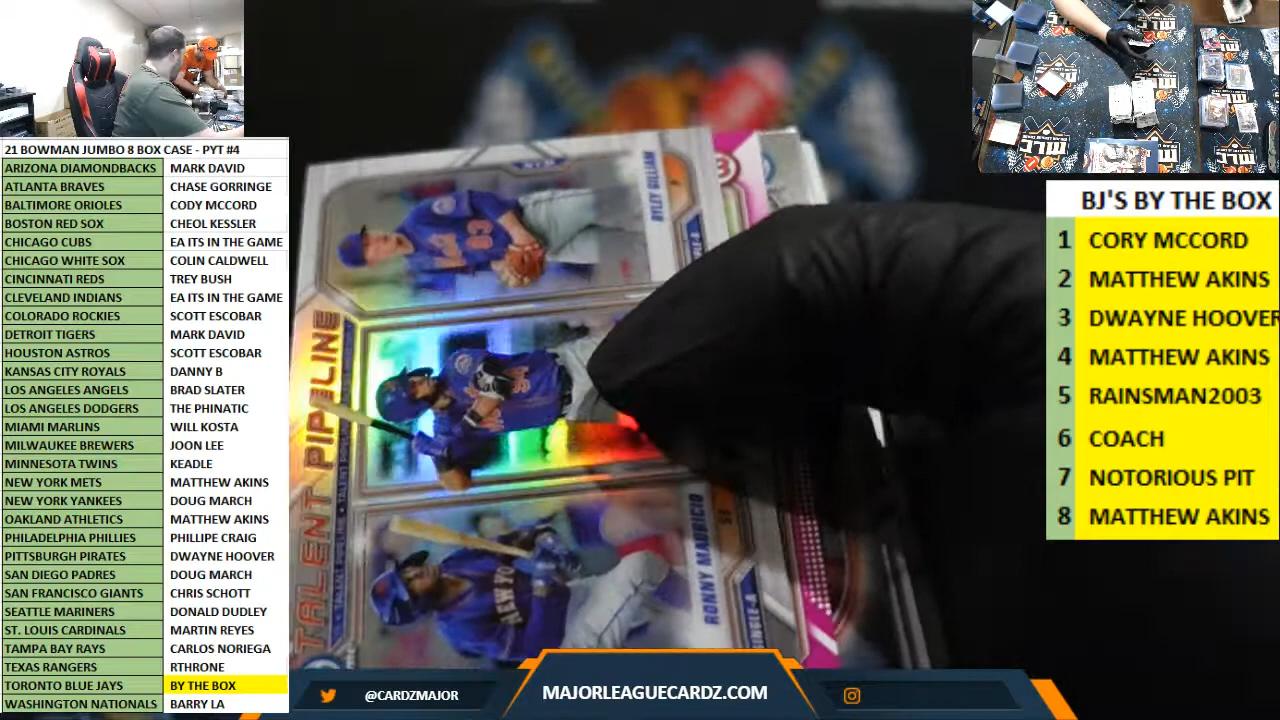 21 BOWMAN JUMBO 8 BOX CASE - PYT #4
ARIZONA DIAMONDBACKS MARK DAVID
ATLANTA BRAVES CHASE GORRINGE
BALTIMORE ORIOLES CODY MCCORD
BOSTON RED SOX CHEOL KESSLER
CHICAGO CUBS EA ITS IN THE GAME
CHICAGO WHITE SOX COLIN CALDWELL
CINCINNATI REDS TREY BUSH
CLEVELAND INDIANS EA ITS IN THE GAME
COLORADO ROCKIES SCOTT ESCOBAR
DETROIT TIGERS MARK DAVID
HOUSTON ASTROS SCOTT ESCOBAR
KANSAS CITY ROYALS DANNY B
LOS ANGELES ANGELS BRAD SLATER
LOS ANGELES DODGERS THE PHINATIC
MIAMI MARLINS WILL KOSTA
MILWAUKEE BREWERS JOON LEE
MINNESOTA TWINS KEADLE
NEW YORK METS MATTHEW AKINS
NEW YORK YANKEES DOUG MARCH
OAKLAND ATHLETICS MATTHEW AKINS
PHILADELPHIA PHILLIES PHILLIPE CRAIG
PITTSBURGH PIRATES DWAYNE HOOVER
SAN DIEGO PADRES DOUG MARCH
SAN FRANCISCO GIANTS CHRIS SCHOTT
SEATTLE MARINERS DONALD DUDLEY
ST. LOUIS CARDINALS MARTIN REYES
TAMPA BAY RAYS CARLOS NORIEGA
TEXAS RANGERS RTHRONE
TORONTO BLUE JAYS BY THE BOX
WASHINGTON NATIONALS BARRY LA
TALENT PIPELINE
RYLEY GILLIAM
RONNY MAURICIO
SS
NEW YO
BJ'S BY THE BOX
1 CORY MCCORD
2 MATTHEW AKINS
3 DWAYNE HOOVER
4 MATTHEW AKINS
5 RAINSMAN2003
6 COACH
7 NOTORIOUS PIT
8 MATTHEW AKINS
@CARDZMAJOR
MAJORLEAGUECARDZ.COM